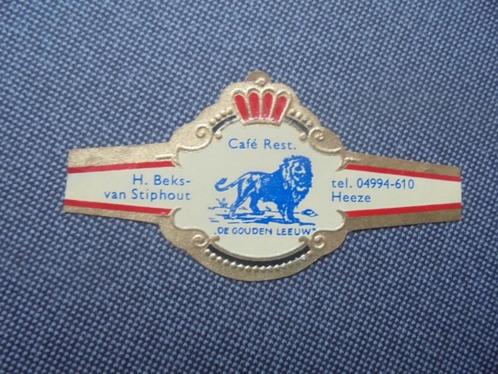 Café Rest.
H. Beks-
van Stiphout
tel. 04994-610
Heeze
„DE GOUDEN LEEUW"